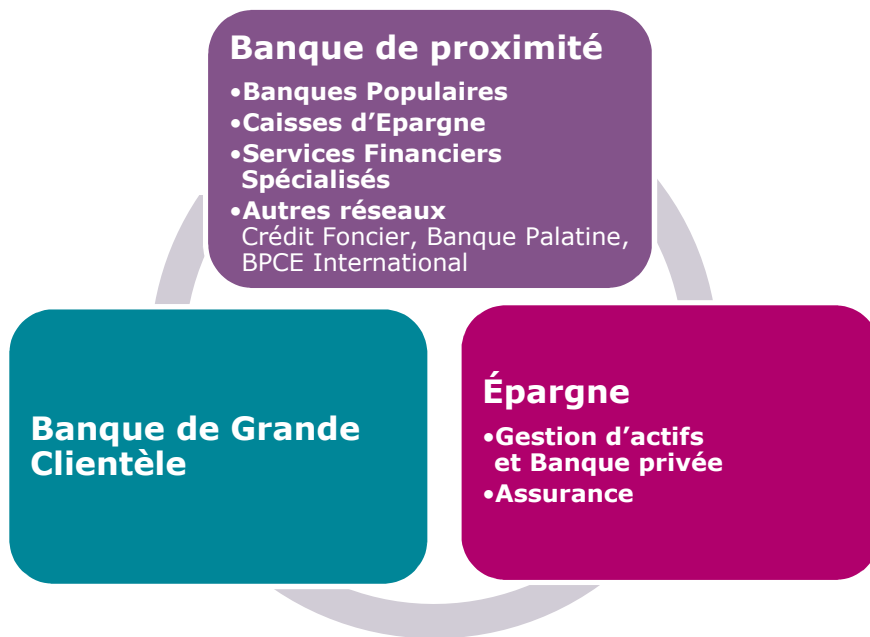 Banque de proximité
•Banques Populaires
•Caisses d’Epargne
•Services Financiers
Spécialisés
•Autres réseaux
Crédit Foncier, Banque Palatine,
BPCE International
Banque de Grande
Clientèle
Épargne
•Gestion d’actifs
et Banque privée
•Assurance